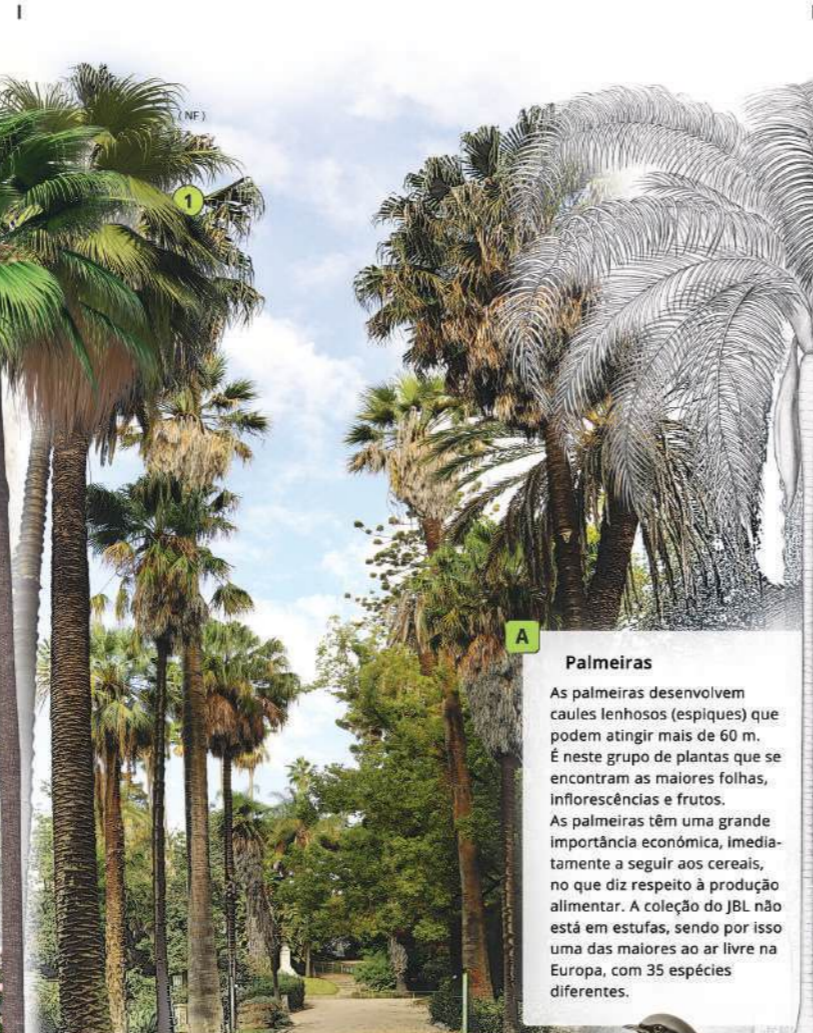 (NF)
1
A
Palmeiras
As palmeiras desenvolvem
caules lenhosos (espiques) que
podem atingir mais de 60 m.
É neste grupo de plantas que se
encontram as maiores folhas,
inflorescências e frutos.
As palmeiras têm uma grande
importância económica, imedia-
tamente a seguir aos cereais,
no que diz respeito à produção
alimentar. A coleção do JBL não
está em estufas, sendo por isso
uma das maiores ao ar livre na
Europa, com 35 espécies
diferentes.